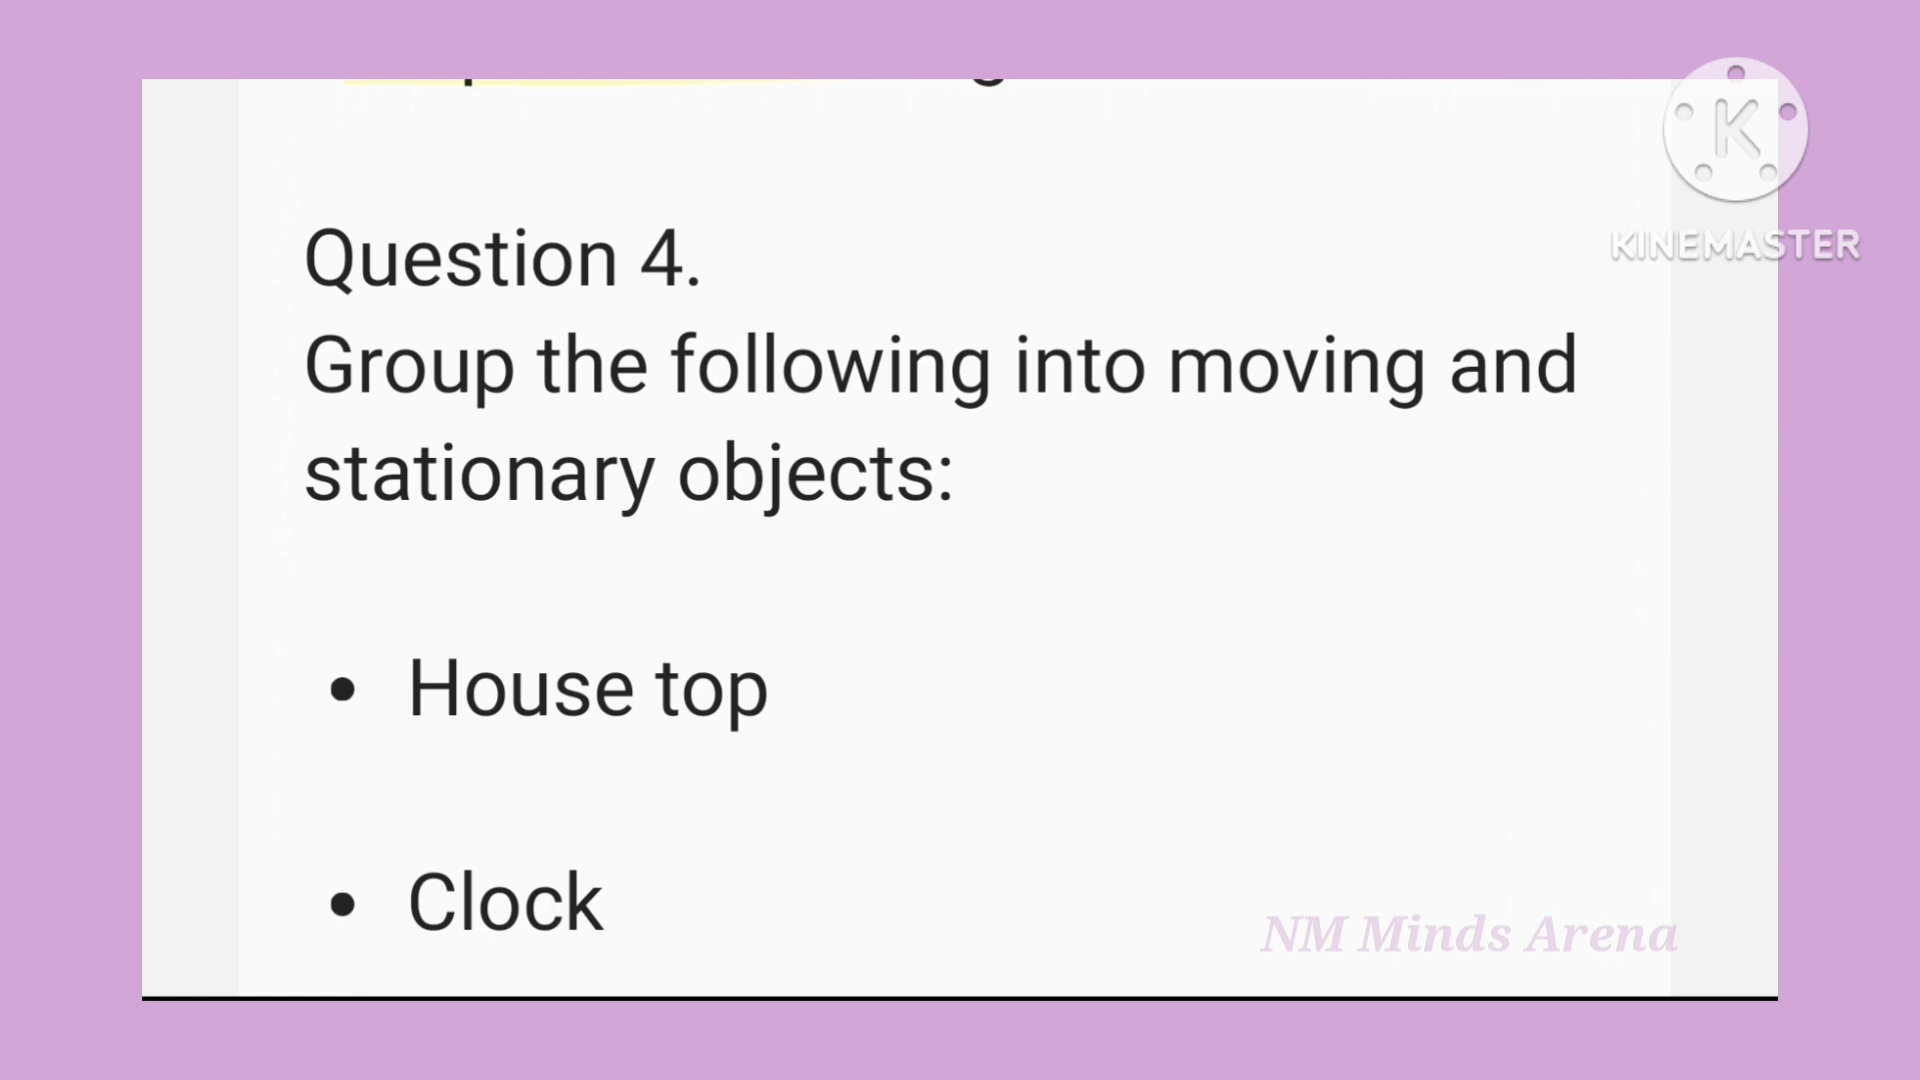 K
KINEMASTER
Question 4.
Group the following into moving and
stationary objects:
• House top
• Clock
NM Minds Arena